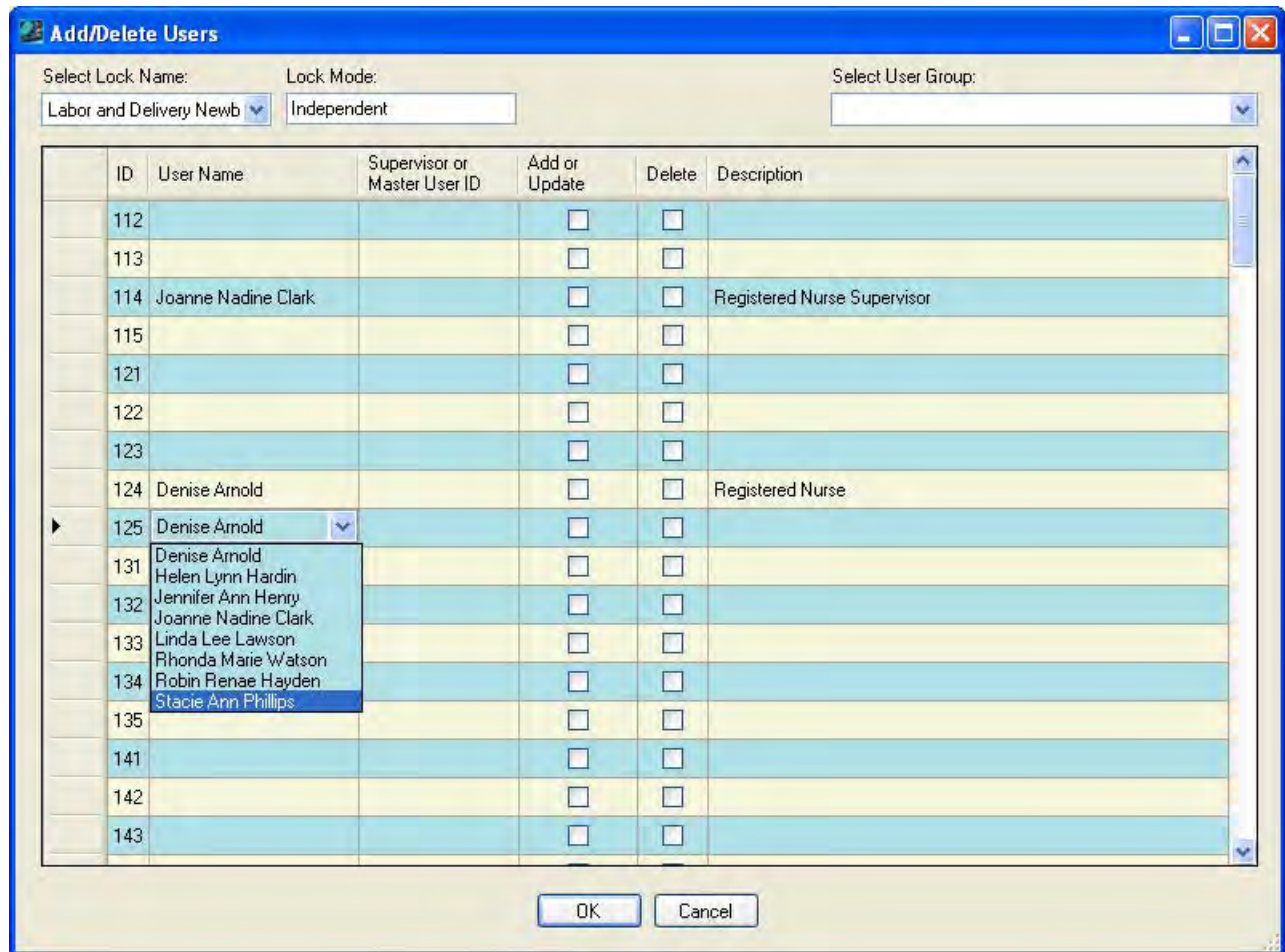 Add/Delete Users
Select Lock Name: Lock Mode: Select User Group:
Labor and Delivery Newb Independent
ID User Name Supervisor or Master User ID Add or Update Delete Description
112
113
114 Joanne Nadine Clark Registered Nurse Supervisor
115
121
122
123
124 Denise Arnold Registered Nurse
125 Denise Arnold
Denise Arnold
131
Helen Lynn Hardin
132 Jennifer Ann Henry
Joanne Nadine Clark
133 Linda Lee Lawson
Rhonda Marie Watson
134 Robin Renae Hayden
Stacie Ann Phillips
135
141
142
143
OK Cancel